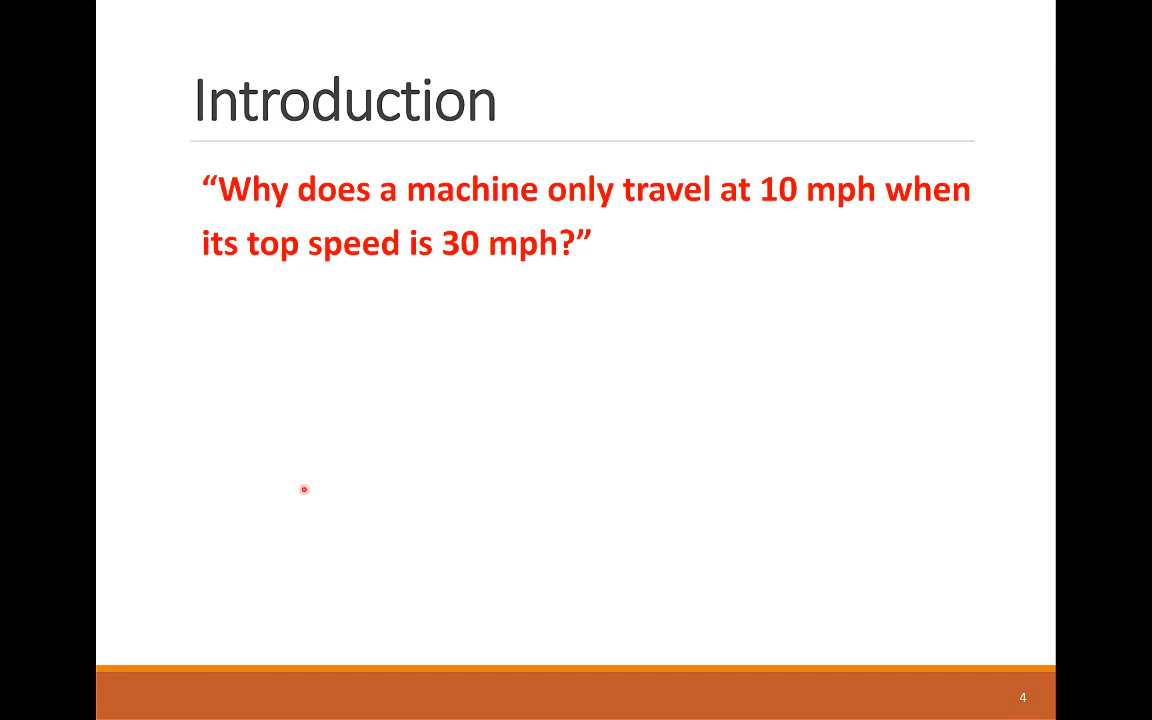 Introduction
“Why does a machine only travel at 10 mph when
its top speed is 30 mph?”
4